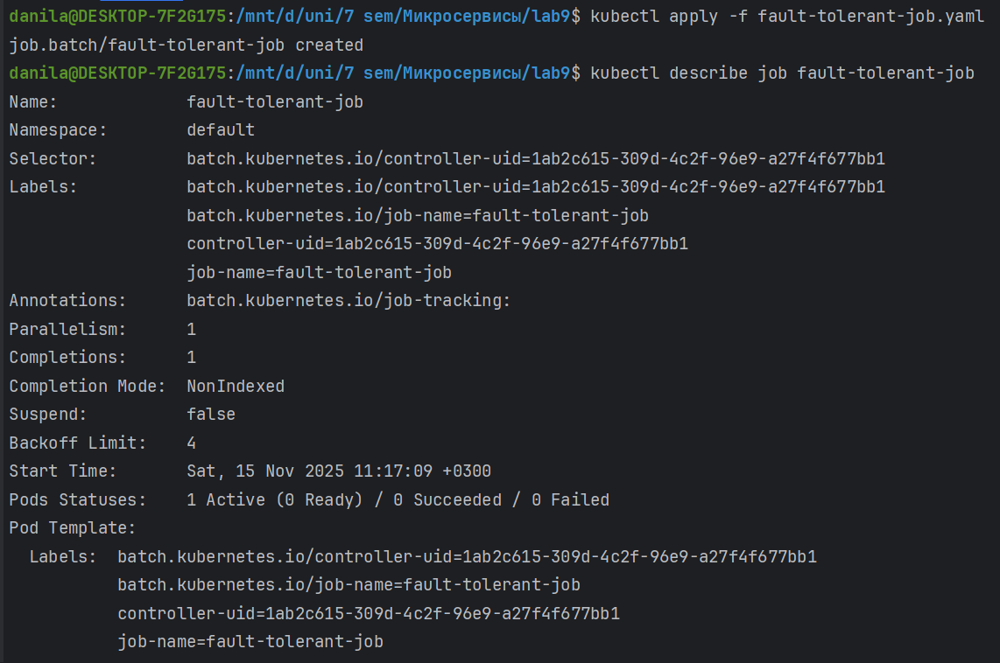 danila@DESKTOP-7F26175:/mnt/d/uni/7 sem/Микросервисы/lab9$ kubectl apply -f fault-tolerant-job.yaml
job.batch/fault-tolerant-job created
danila@DESKTOP-7F26175:/mnt/d/uni/7 sem/Микросервисы/lab9$ kubectl describe job fault-tolerant-job
Name:             fault-tolerant-job
Namespace:        default
Selector:         batch.kubernetes.io/controller-uid=1ab2c615-309d-4c2f-96e9-a27f4f677bb1
Labels:           batch.kubernetes.io/controller-uid=1ab2c615-309d-4c2f-96e9-a27f4f677bb1
                  batch.kubernetes.io/job-name=fault-tolerant-job
                  controller-uid=1ab2c615-309d-4c2f-96e9-a27f4f677bb1
                  job-name=fault-tolerant-job
Annotations:      batch.kubernetes.io/job-tracking:
Parallelism:      1
Completions:      1
Completion Mode:  NonIndexed
Suspend:          false
Backoff Limit:    4
Start Time:       Sat, 15 Nov 2025 11:17:09 +0300
Pods Statuses:    1 Active (0 Ready) / 0 Succeeded / 0 Failed
Pod Template:
  Labels:  batch.kubernetes.io/controller-uid=1ab2c615-309d-4c2f-96e9-a27f4f677bb1
           batch.kubernetes.io/job-name=fault-tolerant-job
           controller-uid=1ab2c615-309d-4c2f-96e9-a27f4f677bb1
           job-name=fault-tolerant-job